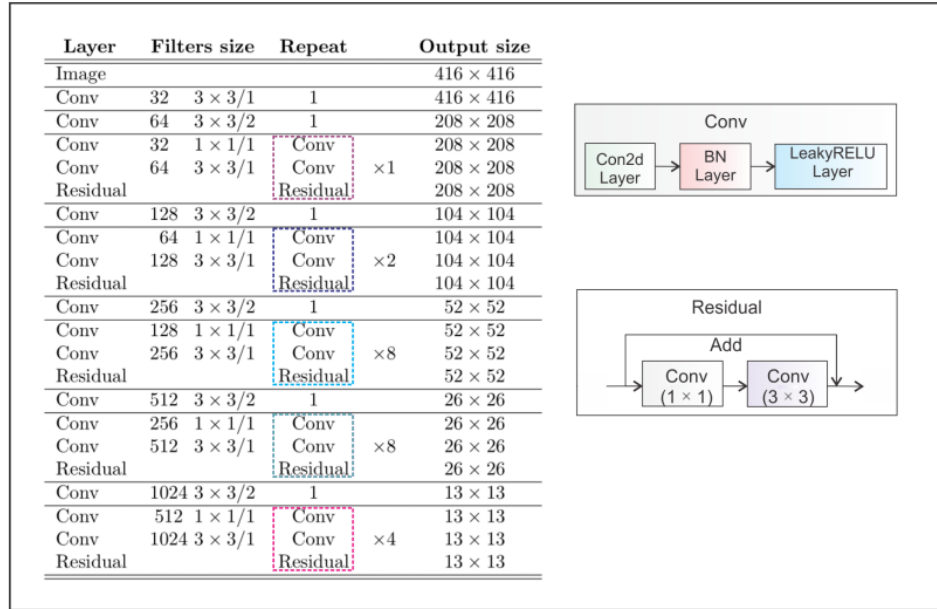 Layer Filters size Repeat Output size
Image 416 × 416
Conv 32 3 × 3/1 1 416 × 416
Conv 64 3 × 3/2 1 208 × 208
Conv 32 1 × 1/1 Conv 208 × 208
Conv 64 3 × 3/1 Conv ×1 208 × 208
Residual Residual 208 × 208
Conv 128 3 × 3/2 1 104 × 104
Conv 64 1 × 1/1 Conv 104 × 104
Conv 128 3 × 3/1 Conv ×2 104 × 104
Residual Residual 104 × 104
Conv 256 3 × 3/2 1 52 × 52
Conv 128 1 × 1/1 Conv 52 × 52
Conv 256 3 × 3/1 Conv ×8 52 × 52
Residual Residual 52 × 52
Conv 512 3 × 3/2 1 26 × 26
Conv 256 1 × 1/1 Conv 26 × 26
Conv 512 3 × 3/1 Conv ×8 26 × 26
Residual Residual 26 × 26
Conv 1024 3 × 3/2 1 13 × 13
Conv 512 1 × 1/1 Conv 13 × 13
Conv 1024 3 × 3/1 Conv ×4 13 × 13
Residual Residual 13 × 13
Conv
Con2d Layer
BN Layer
LeakyRELU Layer
Residual
Add
Conv (1 × 1)
Conv (3 × 3)